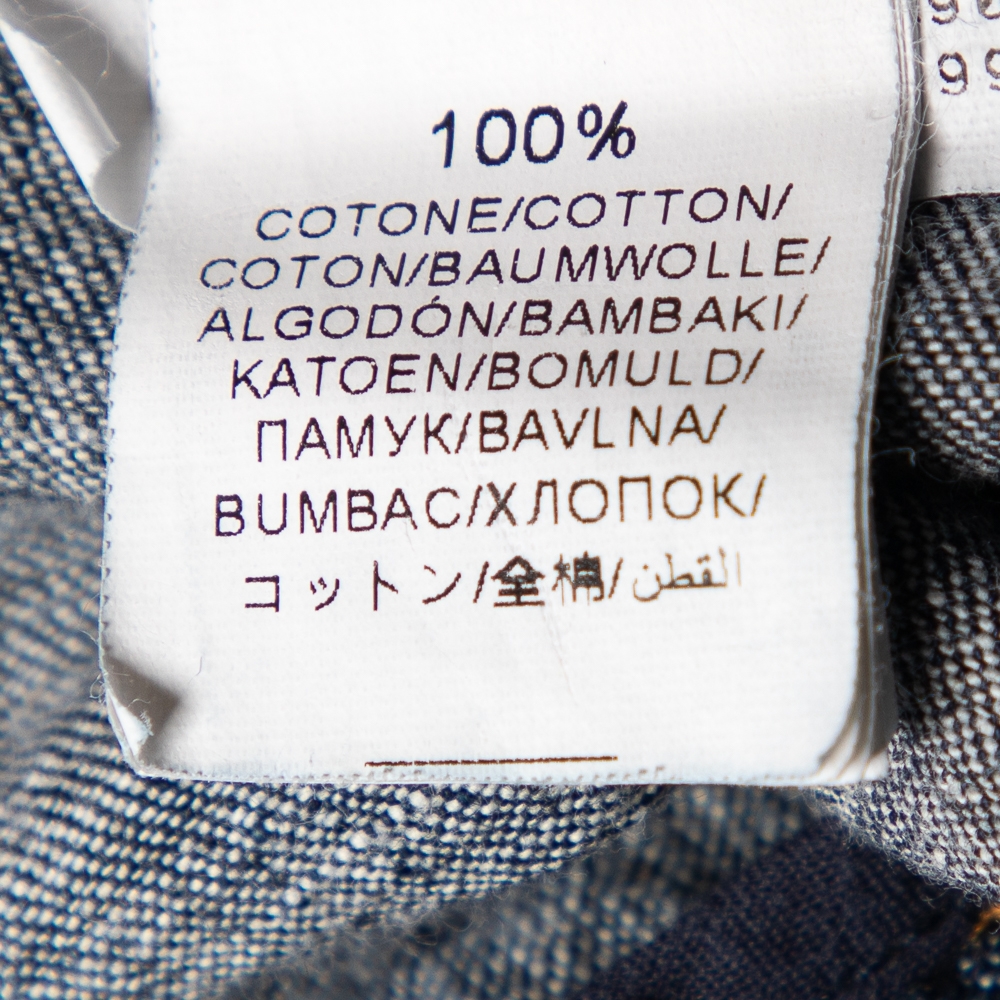 100%
COTONE/COTTON/
COTON/BAUMWOLLE/
ALGODÓN/BAMBAKI/
KATOEN/BOMULD/
ПАМУК/BAVLNA/
BUMBAC/ХЛОПОК/
コットン/全棉/القطن